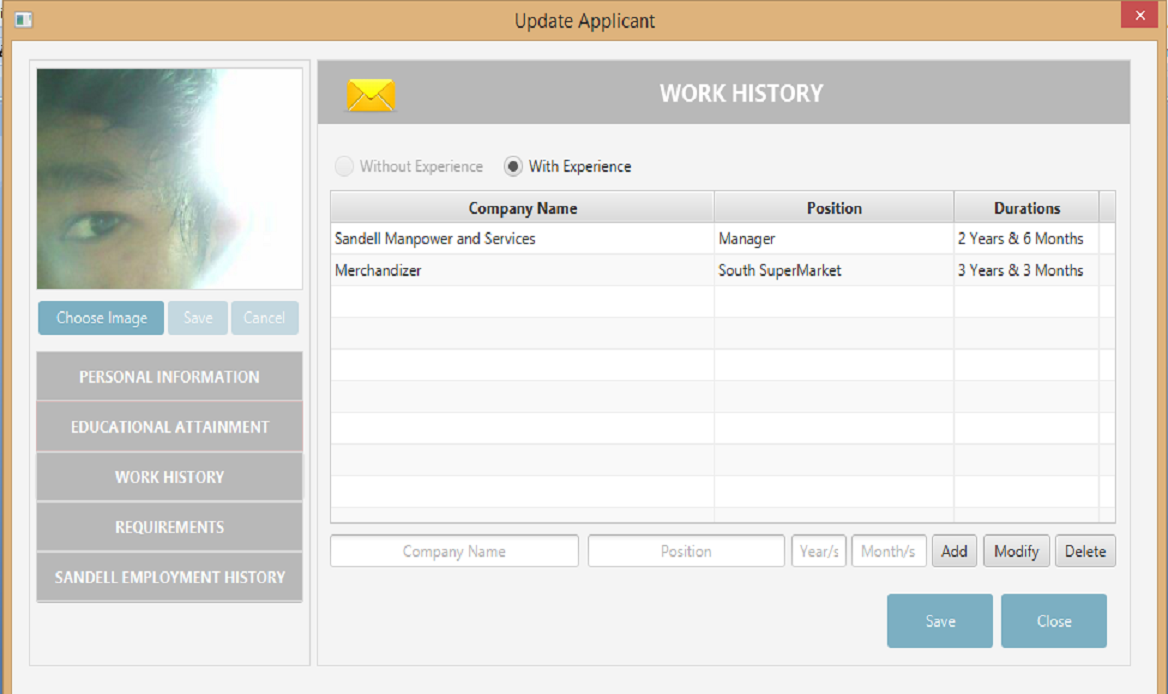 Update Applicant
WORK HISTORY
Without Experience With Experience
Company Name Position Durations
Sandell Manpower and Services Manager 2 Years & 6 Months
Merchandizer South SuperMarket 3 Years & 3 Months
Choose Image Save Cancel
PERSONAL INFORMATION
EDUCATIONAL ATTAINMENT
WORK HISTORY
REQUIREMENTS
SANDELL EMPLOYMENT HISTORY
Company Name Position Year/s Month/s Add Modify Delete
Save Close